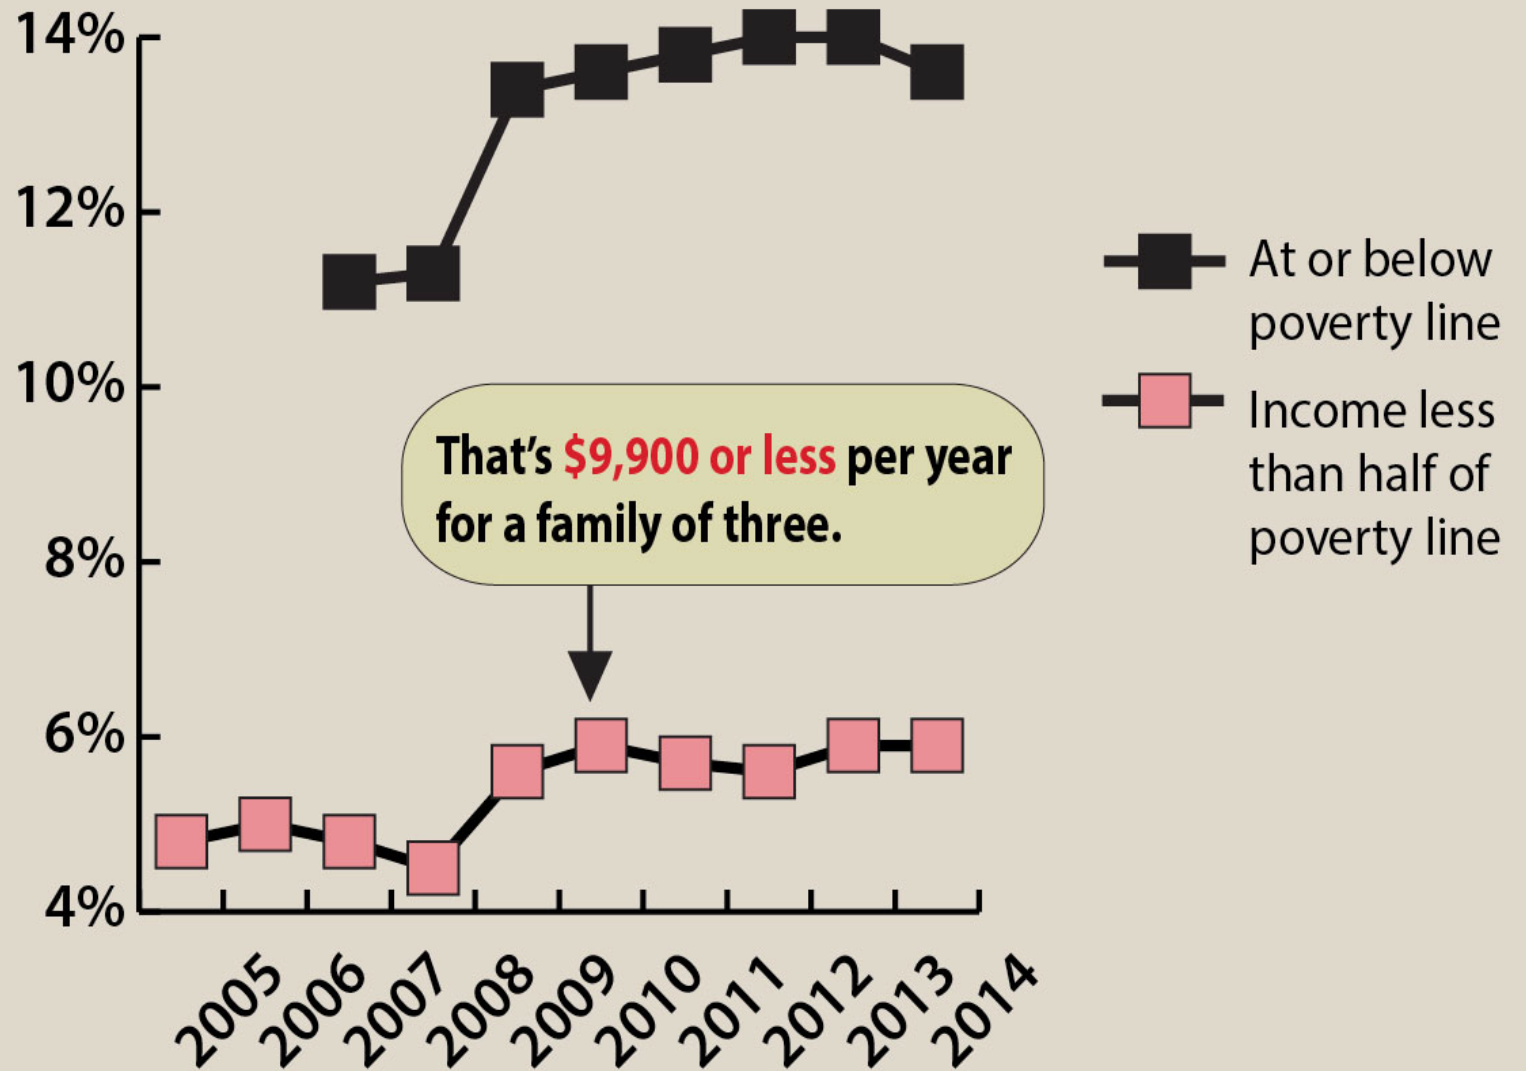 14%
12%
10%
8%
6%
4%
That’s $9,900 or less per year
for a family of three.
At or below
poverty line
Income less
than half of
poverty line
2005
2006
2007
2008
2009
2010
2011
2012
2013
2014